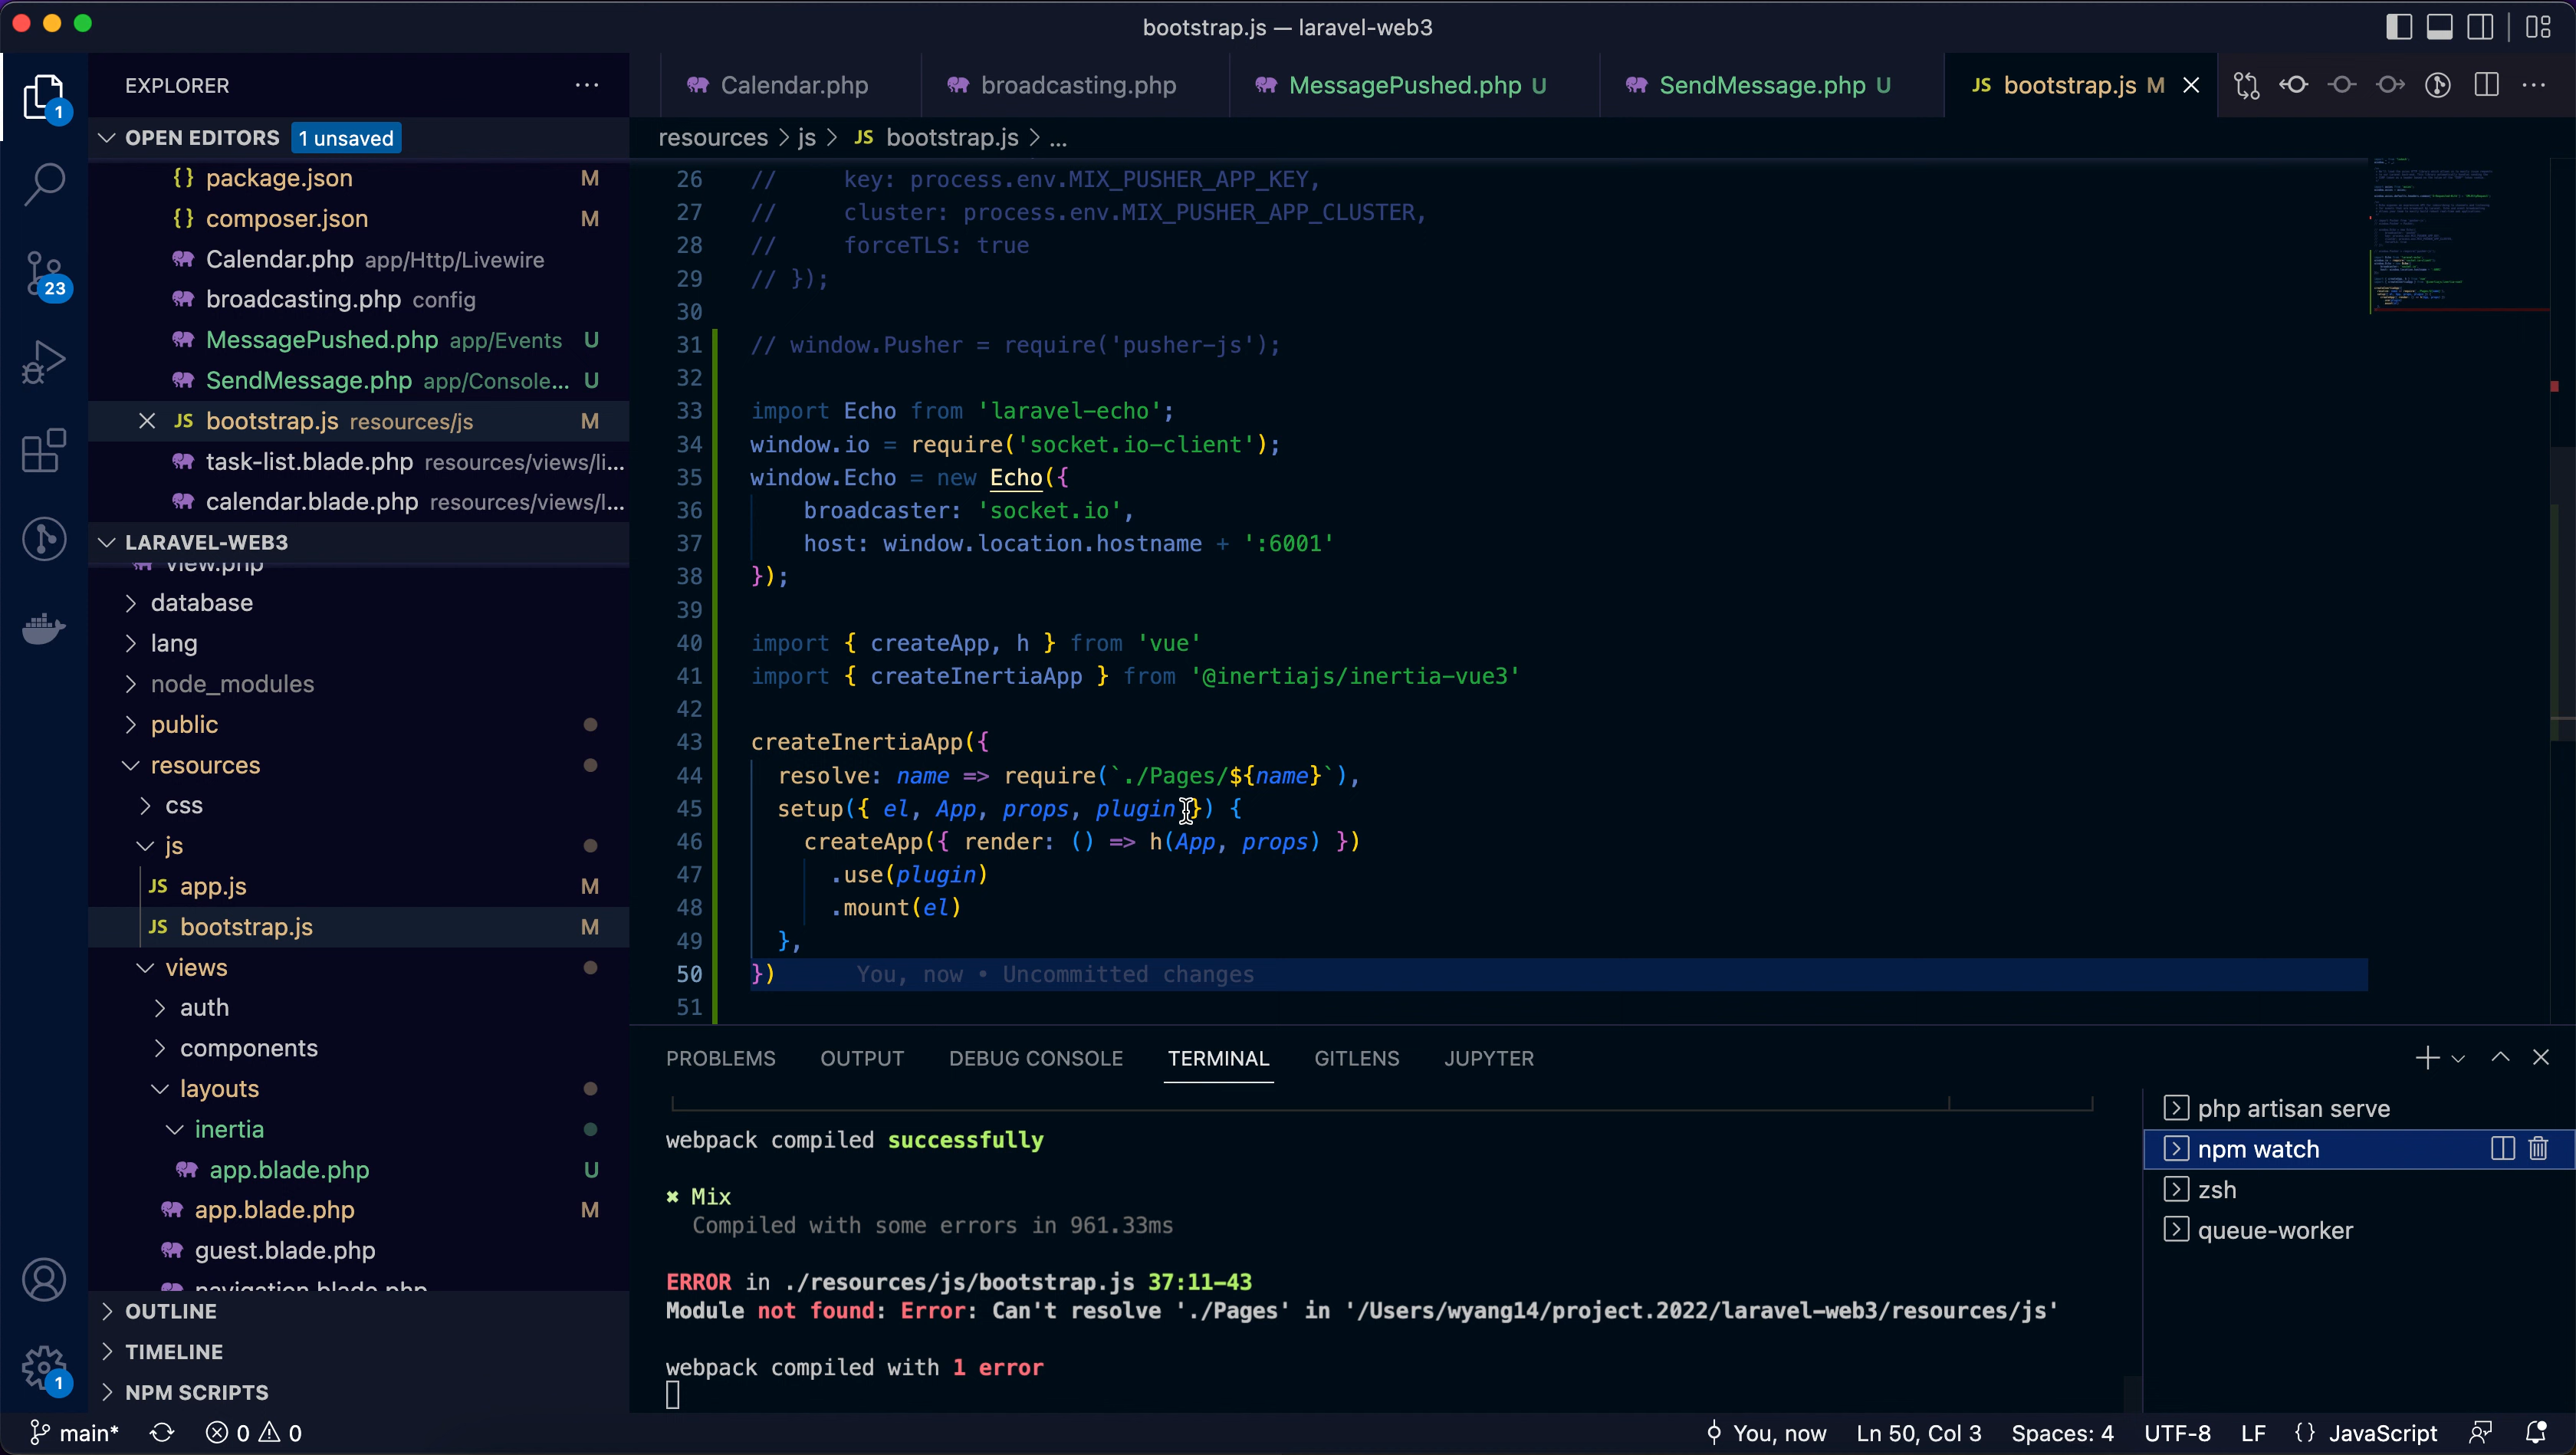 bootstrap.js — laravel-web3
EXPLORER
Calendar.php
broadcasting.php
MessagePushed.php U
SendMessage.php U
JS bootstrap.js M
OPEN EDITORS 1 unsaved
resources > js > JS bootstrap.js > ...
{} package.json M
{} composer.json M
Calendar.php app/Http/Livewire
broadcasting.php config
MessagePushed.php app/Events U
SendMessage.php app/Console... U
JS bootstrap.js resources/js M
task-list.blade.php resources/views/li...
calendar.blade.php resources/views/l...
LARAVEL-WEB3
view.php
database
lang
node_modules
public
resources
css
js
JS app.js M
JS bootstrap.js M
views
auth
components
layouts
inertia
app.blade.php U
app.blade.php M
guest.blade.php
navigation.blade.php
OUTLINE
TIMELINE
NPM SCRIPTS
1
23
1
26 //     key: process.env.MIX_PUSHER_APP_KEY,
27 //     cluster: process.env.MIX_PUSHER_APP_CLUSTER,
28 //     forceTLS: true
29 // });
30
31 // window.Pusher = require('pusher-js');
32
33 import Echo from 'laravel-echo';
34 window.io = require('socket.io-client');
35 window.Echo = new Echo({
36     broadcaster: 'socket.io',
37     host: window.location.hostname + ':6001'
38 });
39
40 import { createApp, h } from 'vue'
41 import { createInertiaApp } from '@inertiajs/inertia-vue3'
42
43 createInertiaApp({
44   resolve: name => require(`./Pages/${name}`),
45   setup({ el, App, props, plugin }) {
46     createApp({ render: () => h(App, props) })
47       .use(plugin)
48       .mount(el)
49   },
50 }) You, now • Uncommitted changes
51
PROBLEMS OUTPUT DEBUG CONSOLE TERMINAL GITLENS JUPYTER
webpack compiled successfully
✖ Mix
Compiled with some errors in 961.33ms
ERROR in ./resources/js/bootstrap.js 37:11-43
Module not found: Error: Can't resolve './Pages' in '/Users/wyang14/project.2022/laravel-web3/resources/js'
webpack compiled with 1 error
php artisan serve
npm watch
zsh
queue-worker
main* 0 0 You, now Ln 50, Col 3 Spaces: 4 UTF-8 LF {} JavaScript